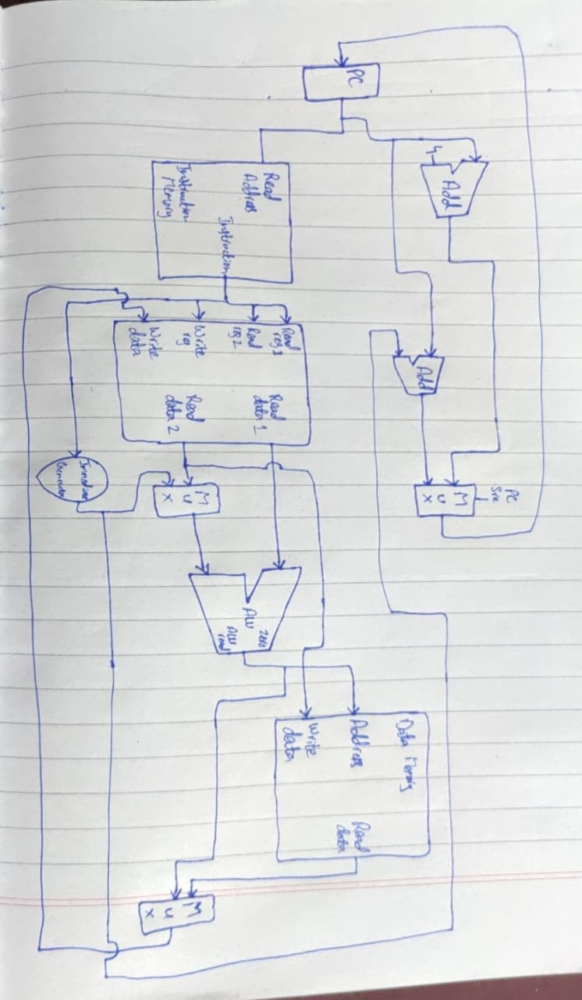 PC
4
Add
Read
Address
Instruction
Instruction
Memory
Read
reg 1
Read
reg 2
Write
reg
Write
data
Read
data 1
Read
data 2
Add
PC
Src
M
u
x
M
u
x
Zero
ALU
ALU
Data Memory
Address
Write
data
Read
data
M
u
x